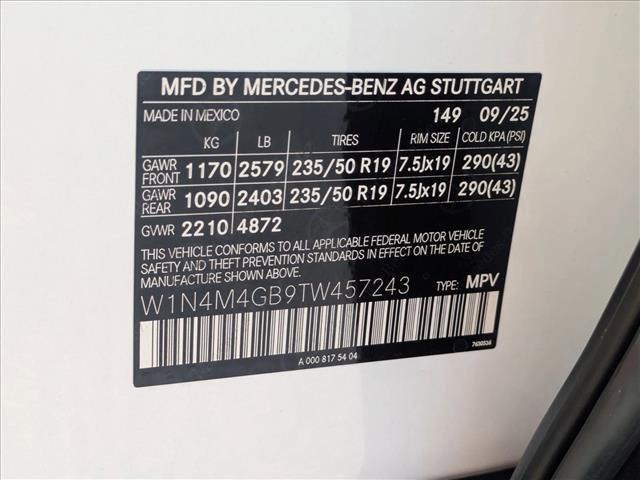 MFD BY MERCEDES-BENZ AG STUTTGART
MADE IN MEXICO 149 09/25
KG LB TIRES RIM SIZE COLD KPA(PSI)
GAWR FRONT 1170 2579 235/50 R19 7.5Jx19 290(43)
GAWR REAR 1090 2403 235/50 R19 7.5Jx19 290(43)
GVWR 2210 4872
THIS VEHICLE CONFORMS TO ALL APPLICABLE FEDERAL MOTOR VEHICLE
SAFETY AND THEFT PREVENTION STANDARDS IN EFFECT
ON THE DATE OF MANUFACTURE SHOWN ABOVE.
W1N4M4GB9TW457243 TYPE: MPV
A 000 817 54 04 7630536